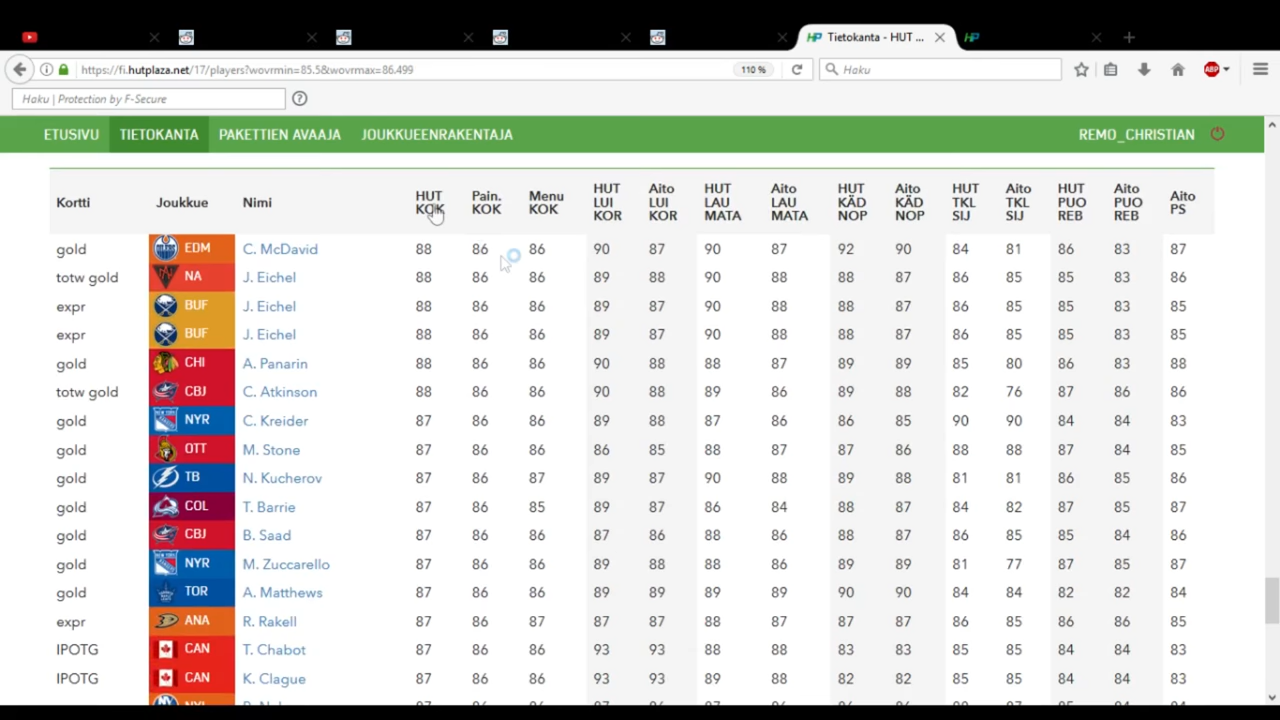 Tietokanta - HUT ...
https://fi.hutplaza.net/17/players?wovrmin=85.5&wovrmax=86.499 110 % Haku ABP
Haku | Protection by F-Secure
ETUSIVU TIETOKANTA PAKETTIEN AVAAJA JOUKKUEENRAKENTAJA REMO_CHRISTIAN
Kortti Joukkue Nimi HUT KOK Pain. KOK Menu KOK HUT LUI KOR Aito LUI KOR HUT LAU MATA Aito LAU MATA HUT KÄD NOP Aito KÄD NOP HUT TKL SIJ Aito TKL SIJ HUT PUO REB Aito PUO REB Aito PS
gold EDM C. McDavid 88 86 86 90 87 90 87 92 90 84 81 86 83 87
totw gold NA J. Eichel 88 86 86 89 88 90 88 88 87 86 85 85 83 86
expr BUF J. Eichel 88 86 86 89 87 90 88 88 87 86 85 85 83 85
expr BUF J. Eichel 88 86 86 89 87 90 88 88 87 86 85 85 83 85
gold CHI A. Panarin 88 86 86 90 88 88 87 89 89 85 80 86 83 88
totw gold CBJ C. Atkinson 88 86 86 90 88 89 86 89 88 82 76 87 86 86
gold NYR C. Kreider 87 86 86 89 88 87 86 86 85 90 90 84 84 83
gold OTT M. Stone 87 86 86 86 85 88 87 87 86 88 88 87 84 85
gold TB N. Kucherov 87 86 87 89 87 90 88 89 88 81 81 86 85 86
gold COL T. Barrie 87 86 85 89 87 86 84 88 87 84 82 87 85 87
gold CBJ B. Saad 87 86 86 87 86 88 86 88 87 86 85 85 84 86
gold NYR M. Zuccarello 87 86 86 89 88 88 86 89 89 81 77 87 85 87
gold TOR A. Matthews 87 86 86 89 89 89 89 90 90 84 84 82 82 84
expr ANA R. Rakell 87 86 86 87 87 88 87 87 87 86 85 86 86 85
IPOTG CAN T. Chabot 87 86 86 93 93 88 88 83 83 85 85 84 84 83
IPOTG CAN K. Clague 87 86 86 93 93 89 88 82 82 85 85 84 84 83